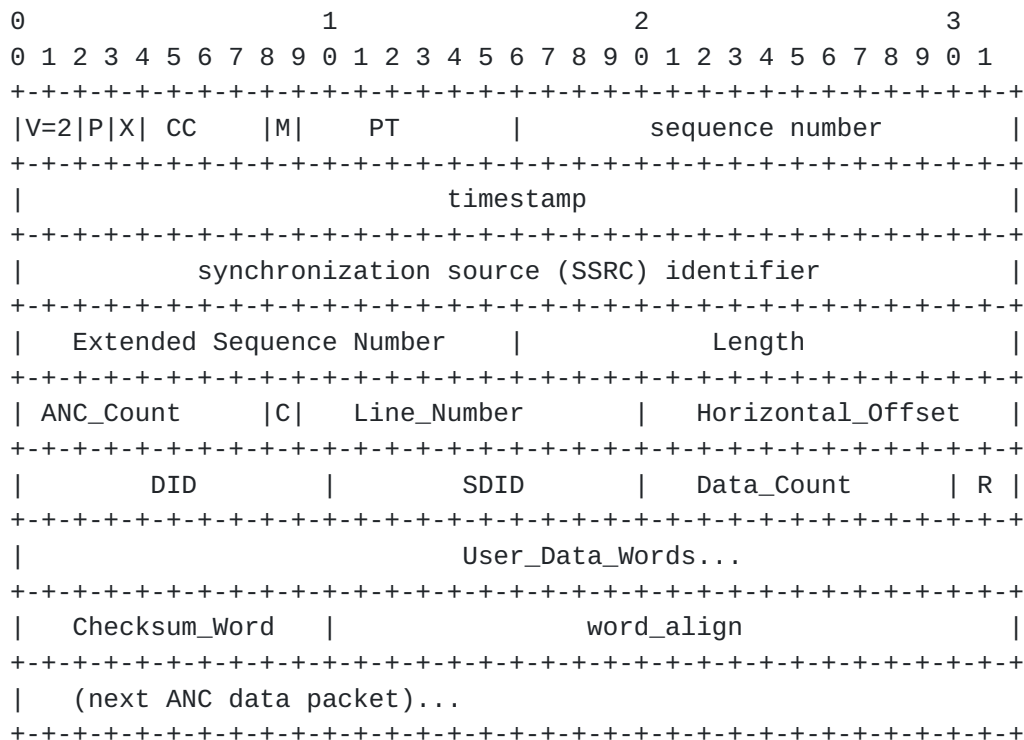 0                   1                   2                   3
0 1 2 3 4 5 6 7 8 9 0 1 2 3 4 5 6 7 8 9 0 1 2 3 4 5 6 7 8 9 0 1
+-+-+-+-+-+-+-+-+-+-+-+-+-+-+-+-+-+-+-+-+-+-+-+-+-+-+-+-+-+-+-+-+
|V=2|P|X| CC    |M|    PT       |        sequence number        |
+-+-+-+-+-+-+-+-+-+-+-+-+-+-+-+-+-+-+-+-+-+-+-+-+-+-+-+-+-+-+-+-+
|                           timestamp                           |
+-+-+-+-+-+-+-+-+-+-+-+-+-+-+-+-+-+-+-+-+-+-+-+-+-+-+-+-+-+-+-+-+
|           synchronization source (SSRC) identifier            |
+-+-+-+-+-+-+-+-+-+-+-+-+-+-+-+-+-+-+-+-+-+-+-+-+-+-+-+-+-+-+-+-+
|   Extended Sequence Number    |            Length             |
+-+-+-+-+-+-+-+-+-+-+-+-+-+-+-+-+-+-+-+-+-+-+-+-+-+-+-+-+-+-+-+-+
| ANC_Count     |C|   Line_Number       |   Horizontal_Offset   |
+-+-+-+-+-+-+-+-+-+-+-+-+-+-+-+-+-+-+-+-+-+-+-+-+-+-+-+-+-+-+-+-+
|        DID        |        SDID       |   Data_Count      | R |
+-+-+-+-+-+-+-+-+-+-+-+-+-+-+-+-+-+-+-+-+-+-+-+-+-+-+-+-+-+-+-+-+
|                            User_Data_Words...
+-+-+-+-+-+-+-+-+-+-+-+-+-+-+-+-+-+-+-+-+-+-+-+-+-+-+-+-+-+-+-+-+
|   Checksum_Word   |                word_align                 |
+-+-+-+-+-+-+-+-+-+-+-+-+-+-+-+-+-+-+-+-+-+-+-+-+-+-+-+-+-+-+-+-+
|   (next ANC data packet)...
+-+-+-+-+-+-+-+-+-+-+-+-+-+-+-+-+-+-+-+-+-+-+-+-+-+-+-+-+-+-+-+-+